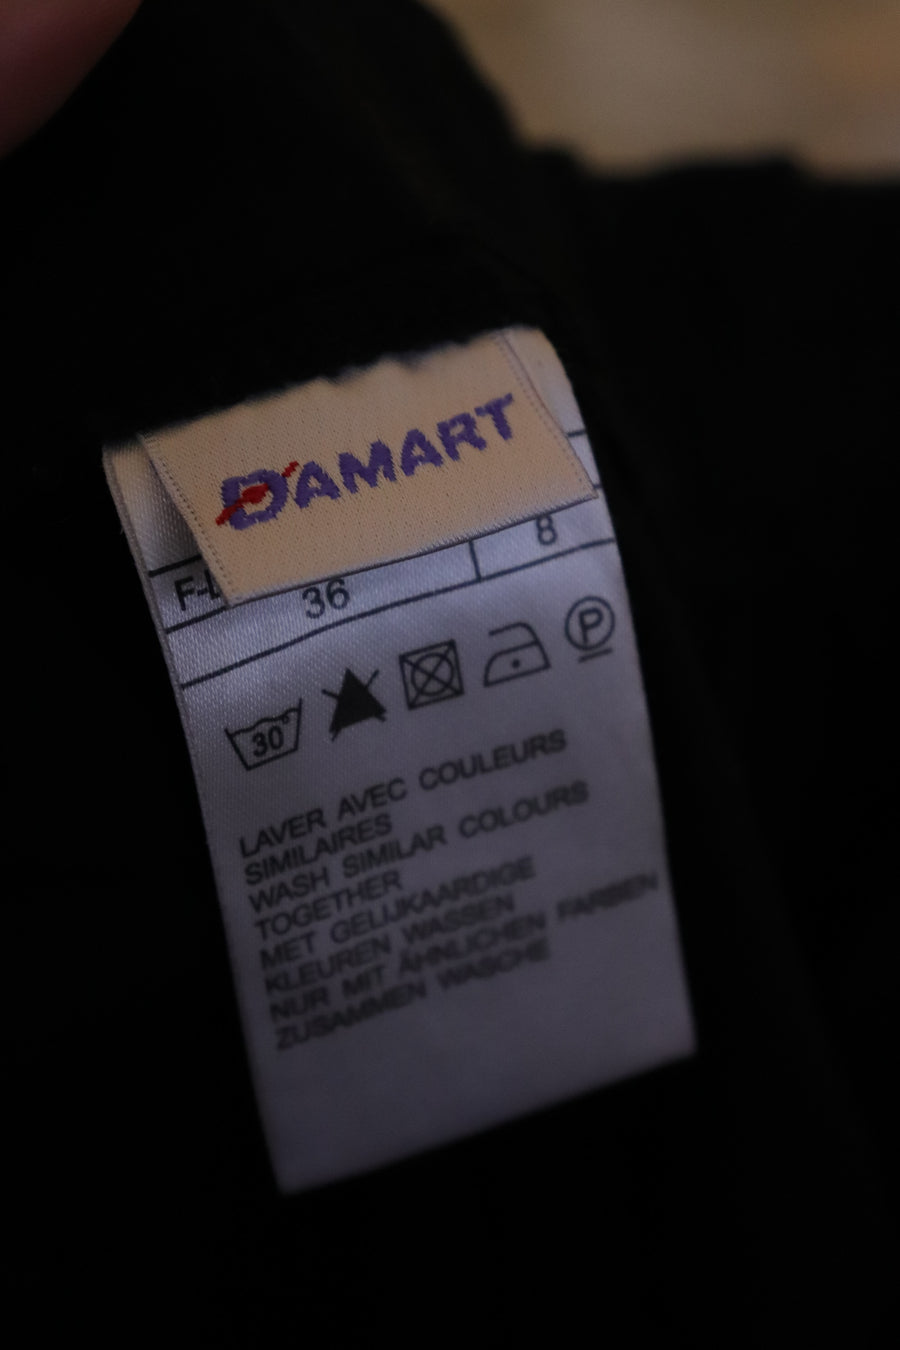 DAMART
8
F-L 36
30°
P
LAVER AVEC COULEURS
SIMILAIRES
WASH SIMILAR COLOURS
TOGETHER
MET GELIJKAARDIGE
KLEUREN WASSEN
NUR MIT ÄHNLICHEN FARBEN
ZUSAMMEN WASCHE